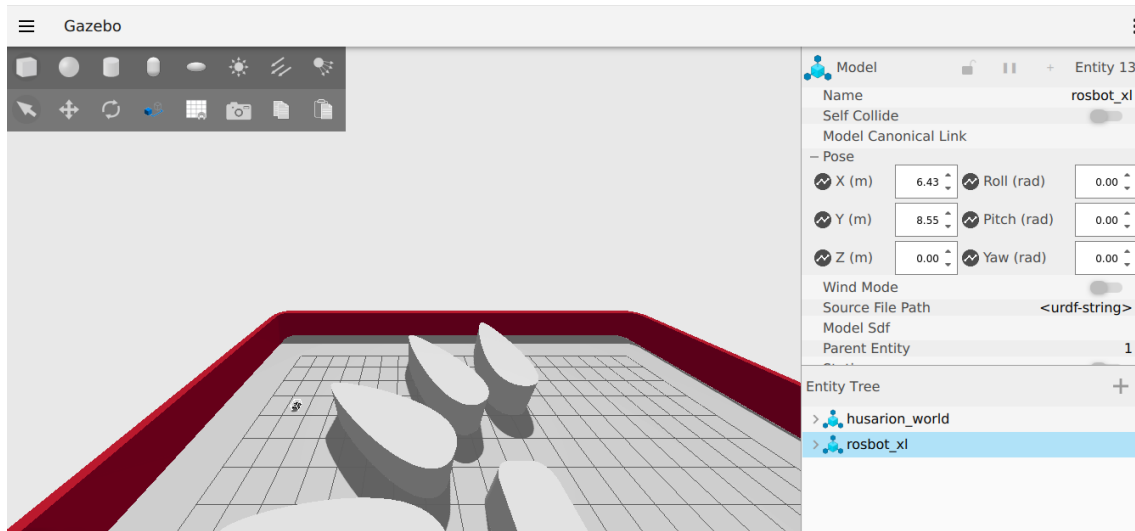 Gazebo
Model Entity 13
Name rosbot_xl
Self Collide
Model Canonical Link
Pose
X (m) 6.43 Roll (rad) 0.00
Y (m) 8.55 Pitch (rad) 0.00
Z (m) 0.00 Yaw (rad) 0.00
Wind Mode
Source File Path <urdf-string>
Model Sdf
Parent Entity 1
Entity Tree
husarion_world
rosbot_xl